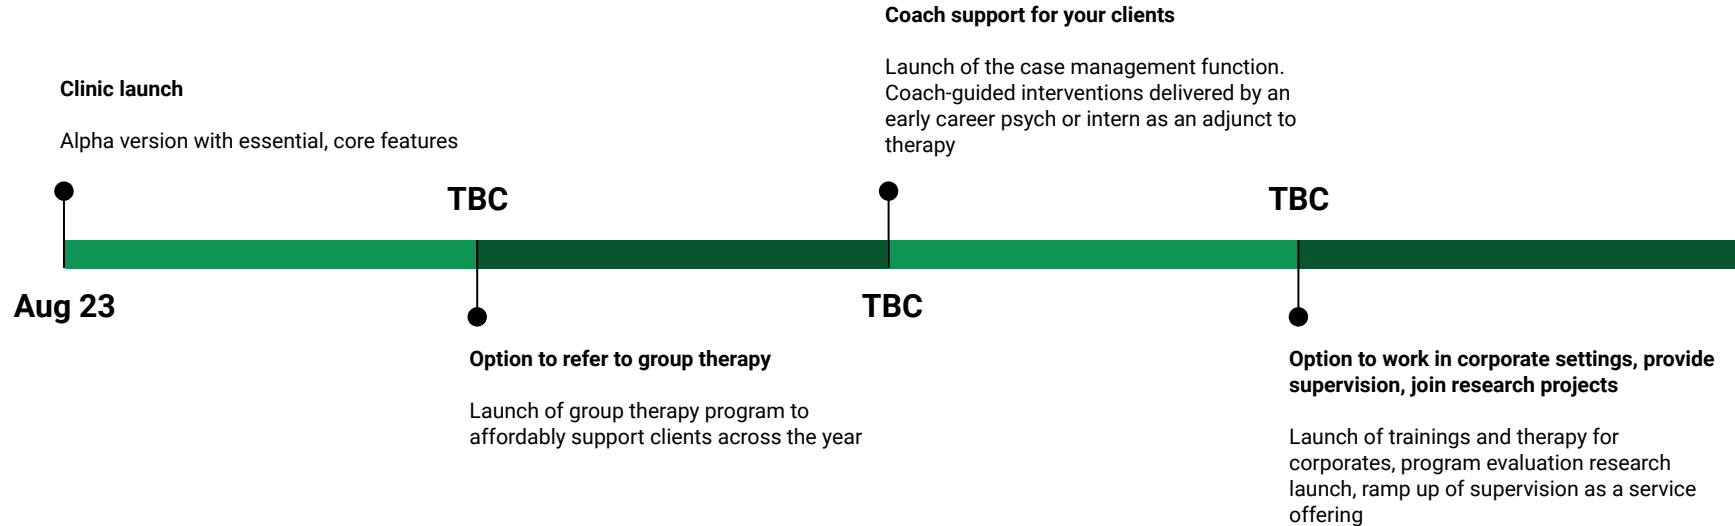 Coach support for your clients
Launch of the case management function.
Coach-guided interventions delivered by an
early career psych or intern as an adjunct to
therapy
Clinic launch
Alpha version with essential, core features
TBC
TBC
Aug 23
TBC
Option to refer to group therapy
Launch of group therapy program to
affordably support clients across the year
Option to work in corporate settings, provide
supervision, join research projects
Launch of trainings and therapy for
corporates, program evaluation research
launch, ramp up of supervision as a service
offering